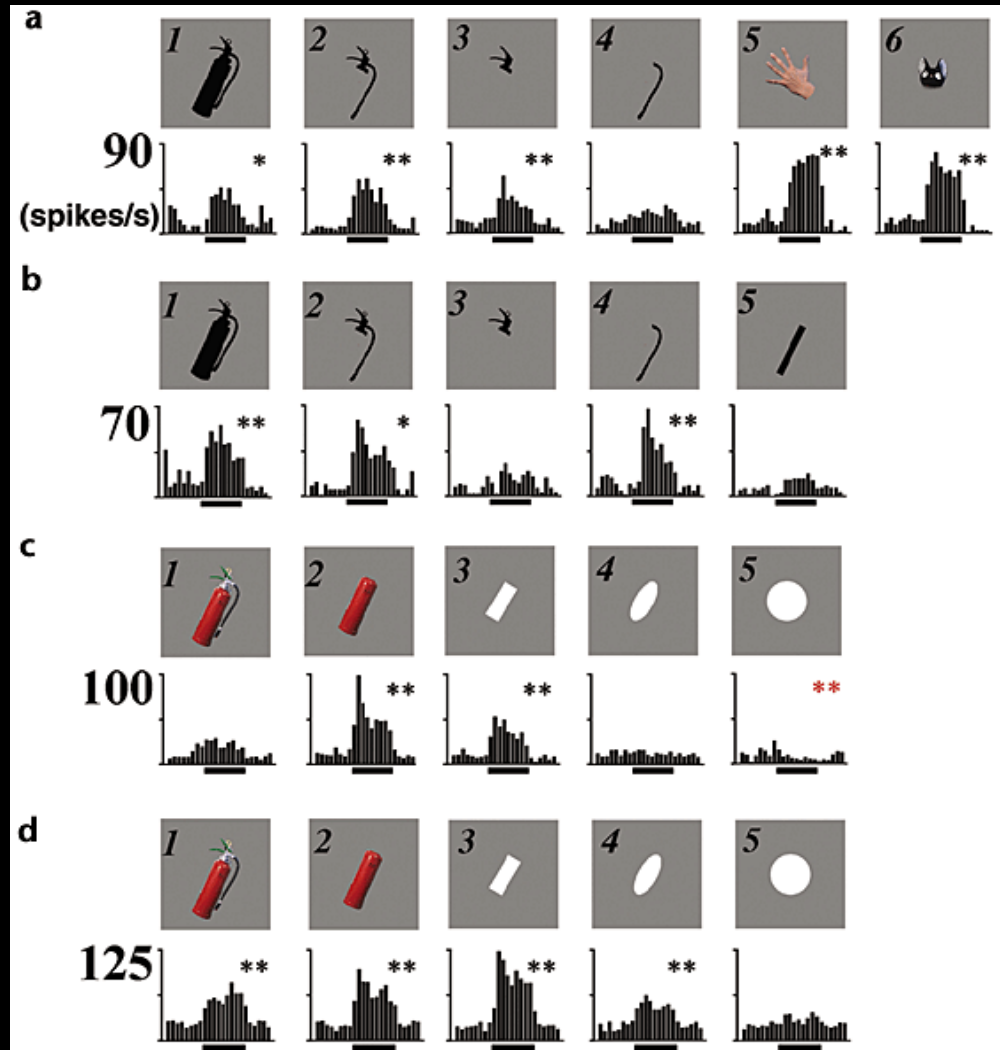 a
1 2 3 4 5 6
90 * ** ** ** **
(spikes/s)
b
1 2 3 4 5
70 ** * **
c
1 2 3 4 5
100 ** ** **
d
1 2 3 4 5
125 ** ** ** **